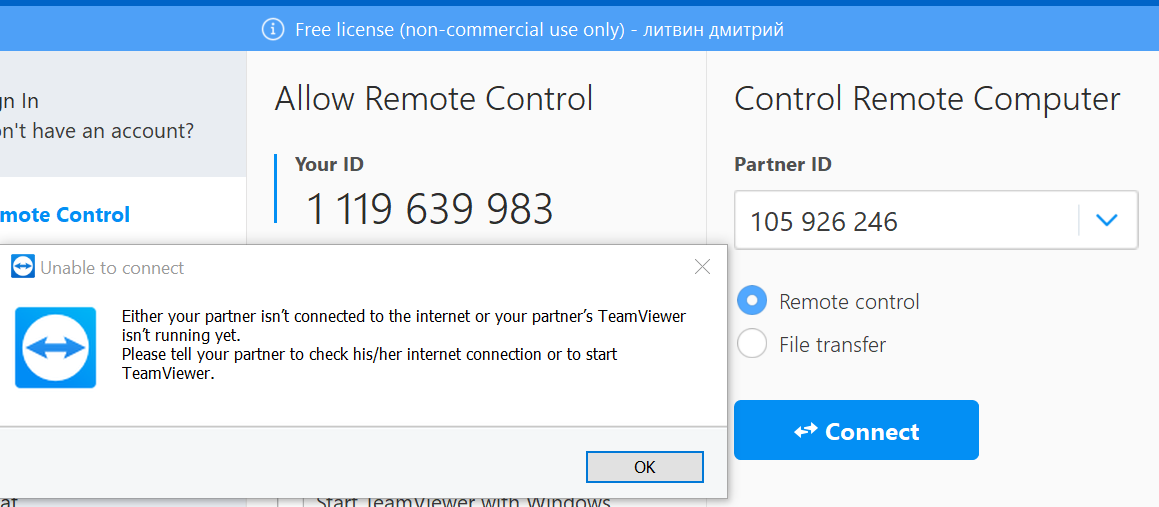 Free license (non-commercial use only) - литвин дмитрий
gn In
on't have an account?
mote Control
Allow Remote Control
Your ID
1 119 639 983
Control Remote Computer
Partner ID
105 926 246
Remote control
File transfer
Connect
Unable to connect
Either your partner isn’t connected to the internet or your partner’s TeamViewer
isn’t running yet.
Please tell your partner to check his/her internet connection or to start
TeamViewer.
OK
Start TeamViewer with Windows